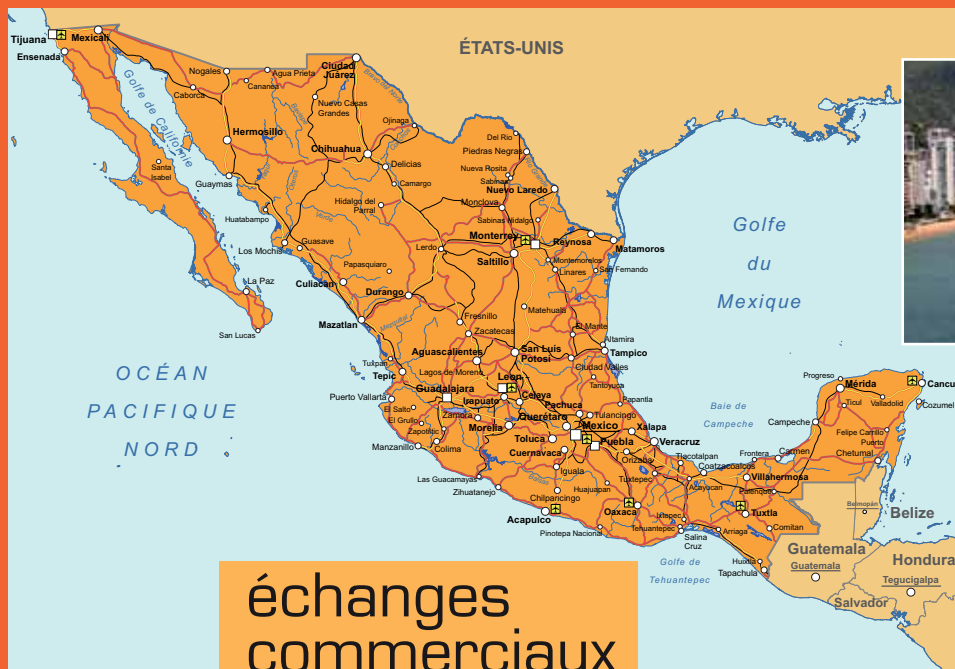 ÉTATS-UNIS
Tijuana
Mexicali
Ensenada
Nogales
Agua Prieta
Cananea
Caborca
Ciudad
Juárez
Nuevo Casas
Grandes
Ojinaga
Golfe de Californie
Hermosillo
Chihuahua
Del Rio
Piedras Negras
Delicias
Camargo
Nueva Rosita
Sabinas
Nuevo Laredo
Santa
Isabel
Guaymas
Huatabampo
Hidalgo del
Parral
Monclova
Sabinas Hidalgo
Monterrey
Reynosa
Matamoros
Los Mochis
Guasave
Lerdo
Saltillo
Montemorelos
Linares
San Fernando
Papasquiaro
La Paz
Culiacán
Durango
Golfe
du
Mexique
San Lucas
Mazatlan
Fresnillo
Zacatecas
Matehuala
El Mante
Altamira
Tampico
Aguascalientes
San Luis
Potosí
Ciudad Valles
Tantoyuca
Tuxpan
Tepic
Lagos de Moreno
Leon
Guadalajara
Irapuato
Celaya
Puerto Vallarta
El Salto
El Grullo
Zapotiltic
Zamora
Querétaro
Pachuca
Tulancingo
Papantla
Morelia
Mexico
Xalapa
Manzanillo
Colima
Toluca
Puebla
Veracruz
Cuernavaca
Orizaba
Tlacotalpan
Las Guacamayas
Zihuatanejo
Iguala
Balsas
Chilpancingo
Huajuapan
Tuxtepec
Coatzacoalcos
Acayucan
Acapulco
Pinotepa Nacional
Oaxaca
Ixtepec
Tehuantepec
Salina
Cruz
Arriaga
Tuxtla
Comitan
Palenque
Villahermosa
Frontera
Carmen
Baie de
Campeche
Campeche
Progreso
Mérida
Ticul
Valladolid
Cancu
Cozumel
Felipe Carrillo
Puerto
Chetumal
Huixtla
Tapachula
Golfe de
Tehuantepec
Belmopán
Belize
Guatemala
Guatemala
Hondura
Tegucigalpa
Salvador
OCÉAN
PACIFIQUE
NORD
échanges
commerciaux